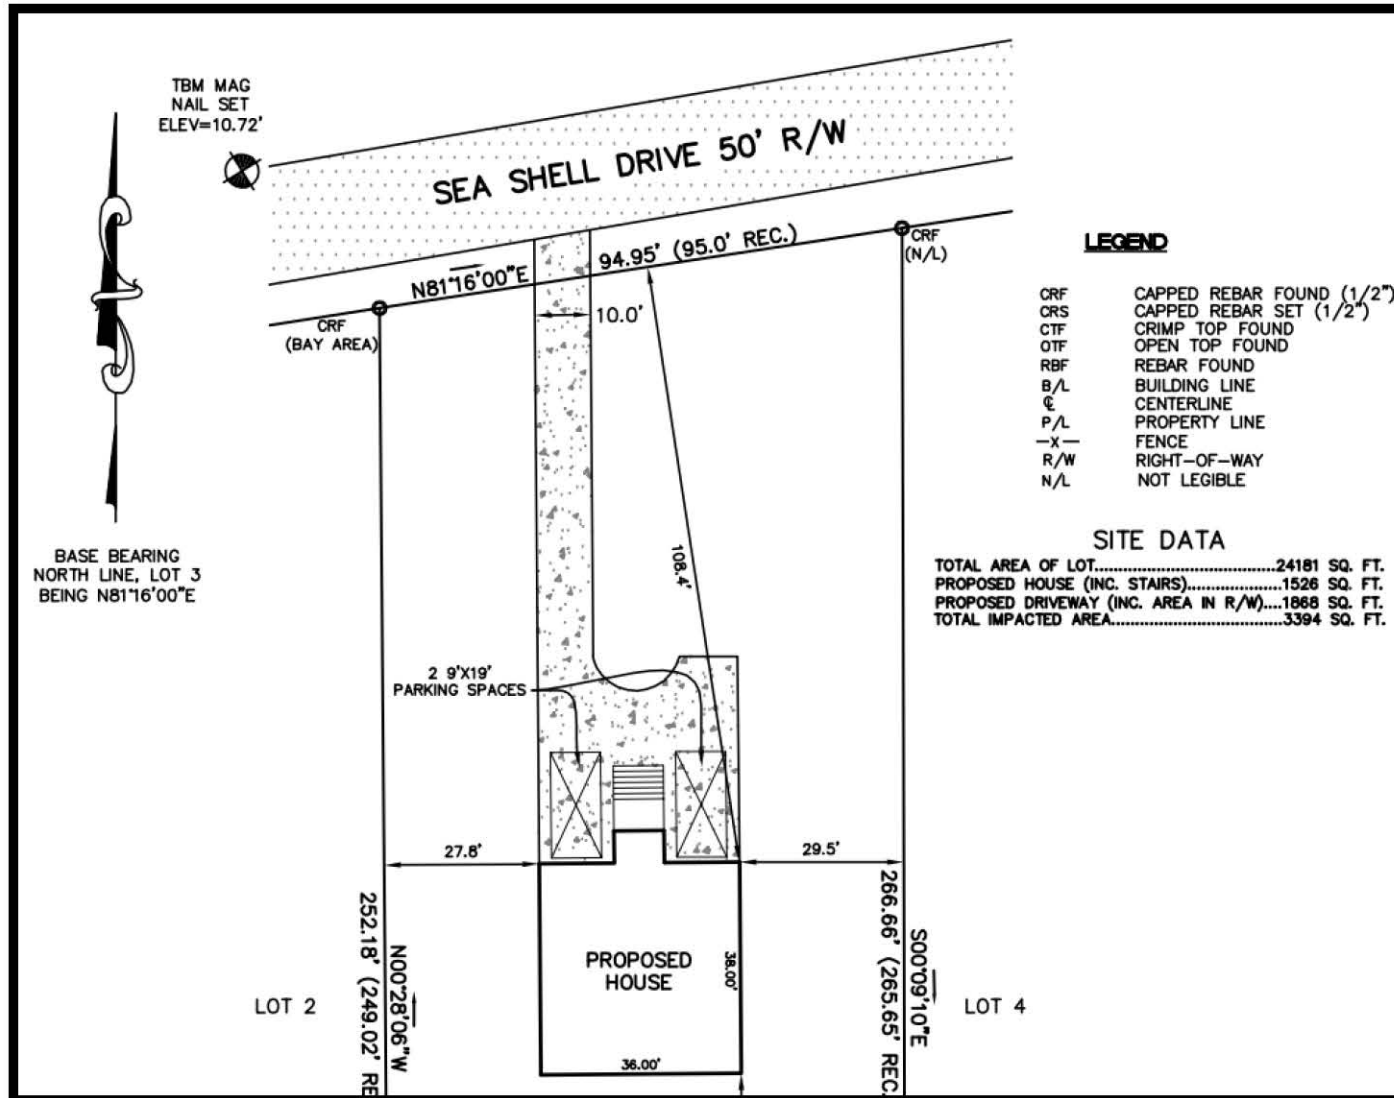 TBM MAG
NAIL SET
ELEV=10.72'
SEA SHELL DRIVE 50' R/W
94.95' (95.0' REC.)
N81°16'00"E
CRF
(N/L)
CRF
(BAY AREA)
10.0'
108.4'
BASE BEARING
NORTH LINE, LOT 3
BEING N81°16'00"E
LEGEND
CRF CAPPED REBAR FOUND (1/2")
CRS CAPPED REBAR SET (1/2")
CTF CRIMP TOP FOUND
OTF OPEN TOP FOUND
RBF REBAR FOUND
B/L BUILDING LINE
℄ CENTERLINE
P/L PROPERTY LINE
—X— FENCE
R/W RIGHT-OF-WAY
N/L NOT LEGIBLE
SITE DATA
TOTAL AREA OF LOT.................................24181 SQ. FT.
PROPOSED HOUSE (INC. STAIRS).................1526 SQ. FT.
PROPOSED DRIVEWAY (INC. AREA IN R/W)....1868 SQ. FT.
TOTAL IMPACTED AREA...............................3394 SQ. FT.
2 9'X19'
PARKING SPACES
27.8'
29.5'
252.18' (249.02' RE
N00°28'06"W
PROPOSED
HOUSE
38.00'
36.00'
266.66' (265.65' REC.
S00°09'10"E
LOT 2
LOT 4